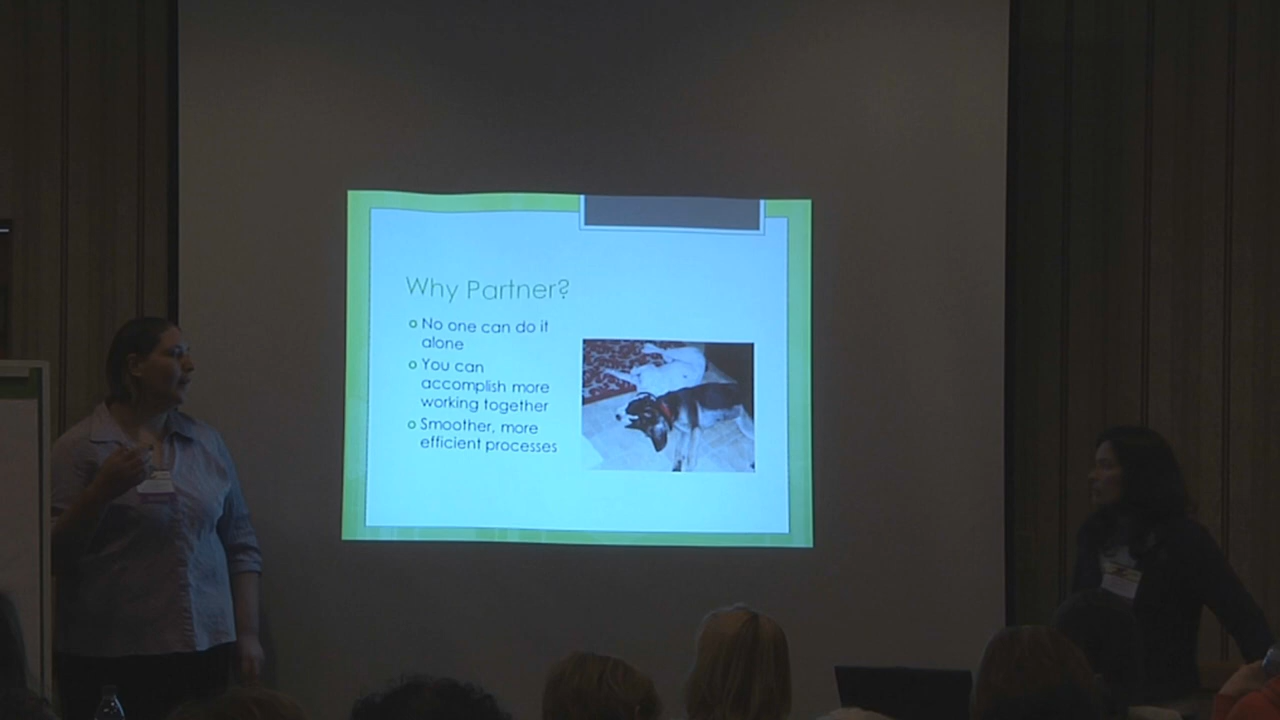 Why Partner?
No one can do it
alone
You can
accomplish more
working together
Smoother, more
efficient processes